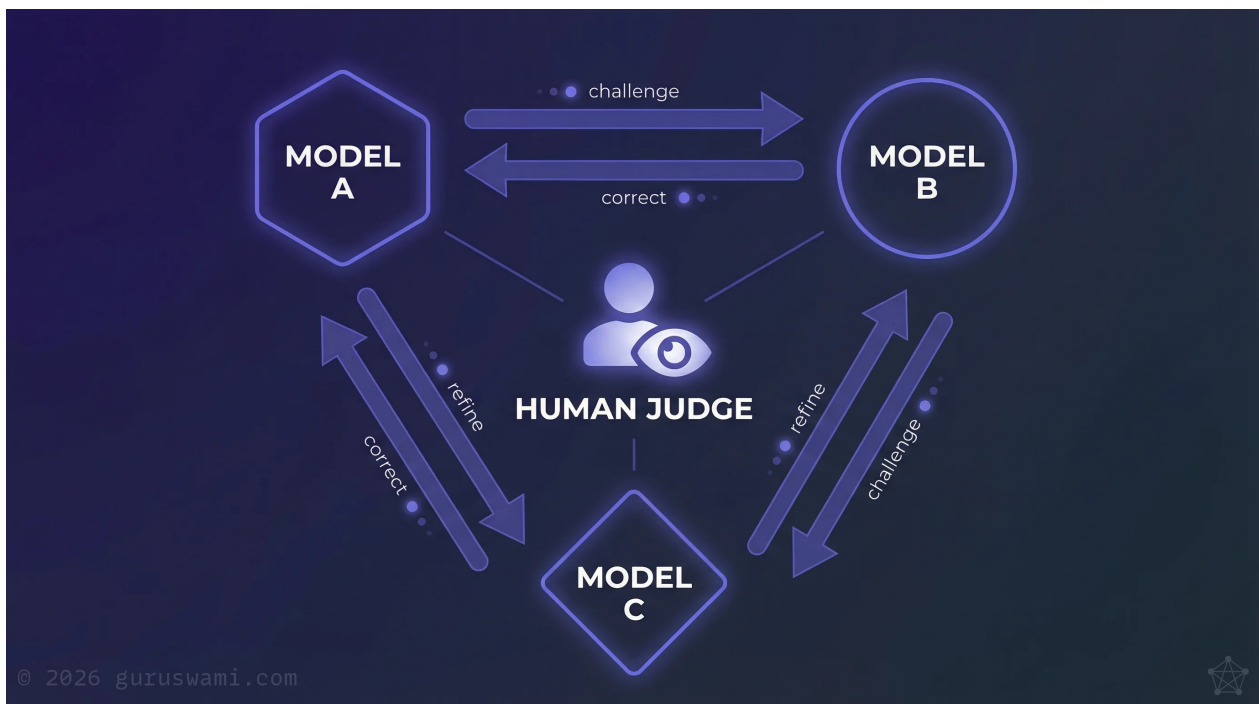 challenge
MODEL
A
MODEL
B
correct
HUMAN JUDGE
refine
correct
refine
challenge
MODEL
C
© 2026 guruswami.com